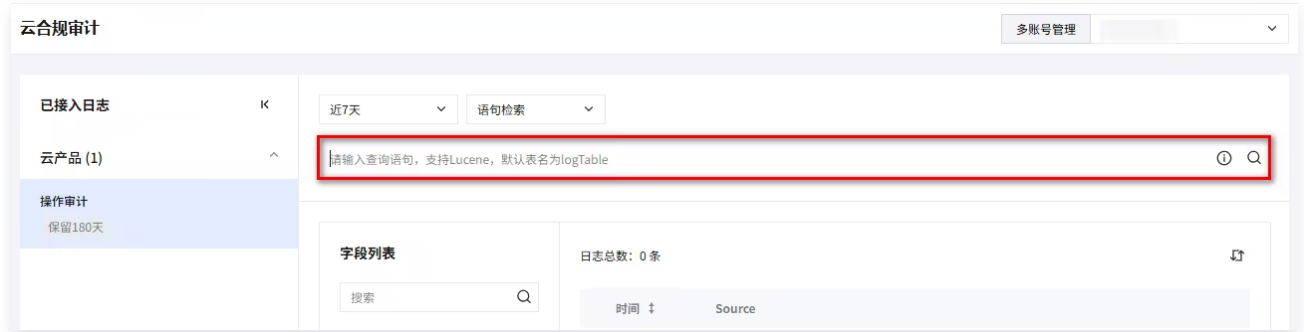 云合规审计
多账号管理
已接入日志
近7天
语句检索
云产品 (1)
请输入查询语句，支持Lucene，默认表名为logTable
操作审计
保留180天
字段列表
日志总数：0 条
搜索
时间
Source